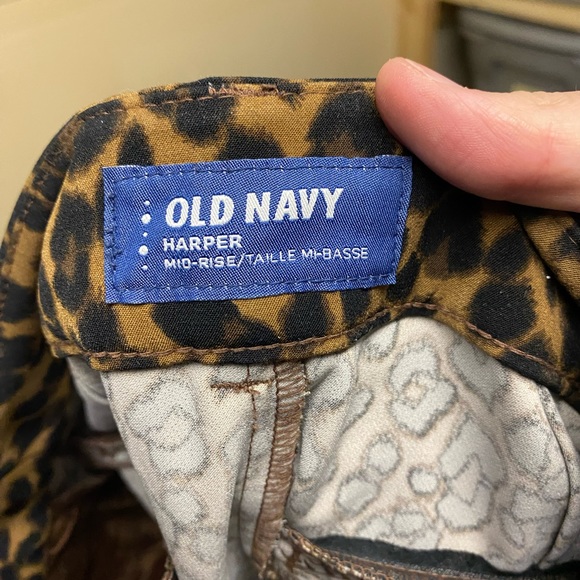 OLD NAVY
HARPER
MID-RISE/TAILLE MI-BASSE